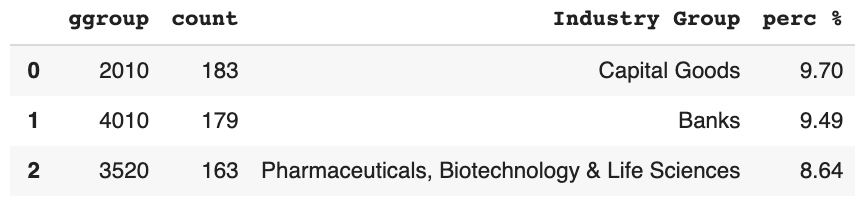 ggroup count Industry Group perc %
0 2010 183 Capital Goods 9.70
1 4010 179 Banks 9.49
2 3520 163 Pharmaceuticals, Biotechnology & Life Sciences 8.64